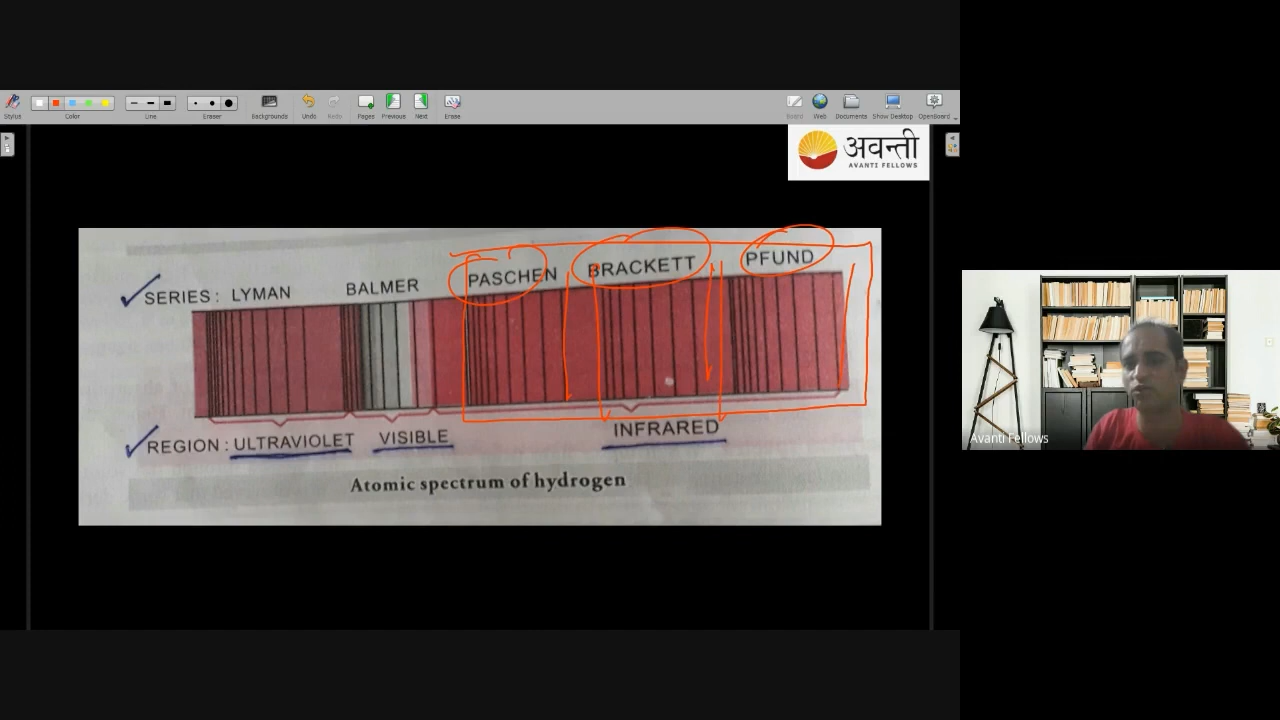 Stylus
Color
Line
Eraser
Backgrounds
Undo
Redo
Pages
Previous
Next
Erase
Board
Web
Documents
Show Desktop
OpenBoard
अवन्ती
AVANTI FELLOWS
SERIES : LYMAN BALMER PASCHEN BRACKETT PFUND
REGION : ULTRAVIOLET VISIBLE INFRARED
Atomic spectrum of hydrogen
Avanti Fellows